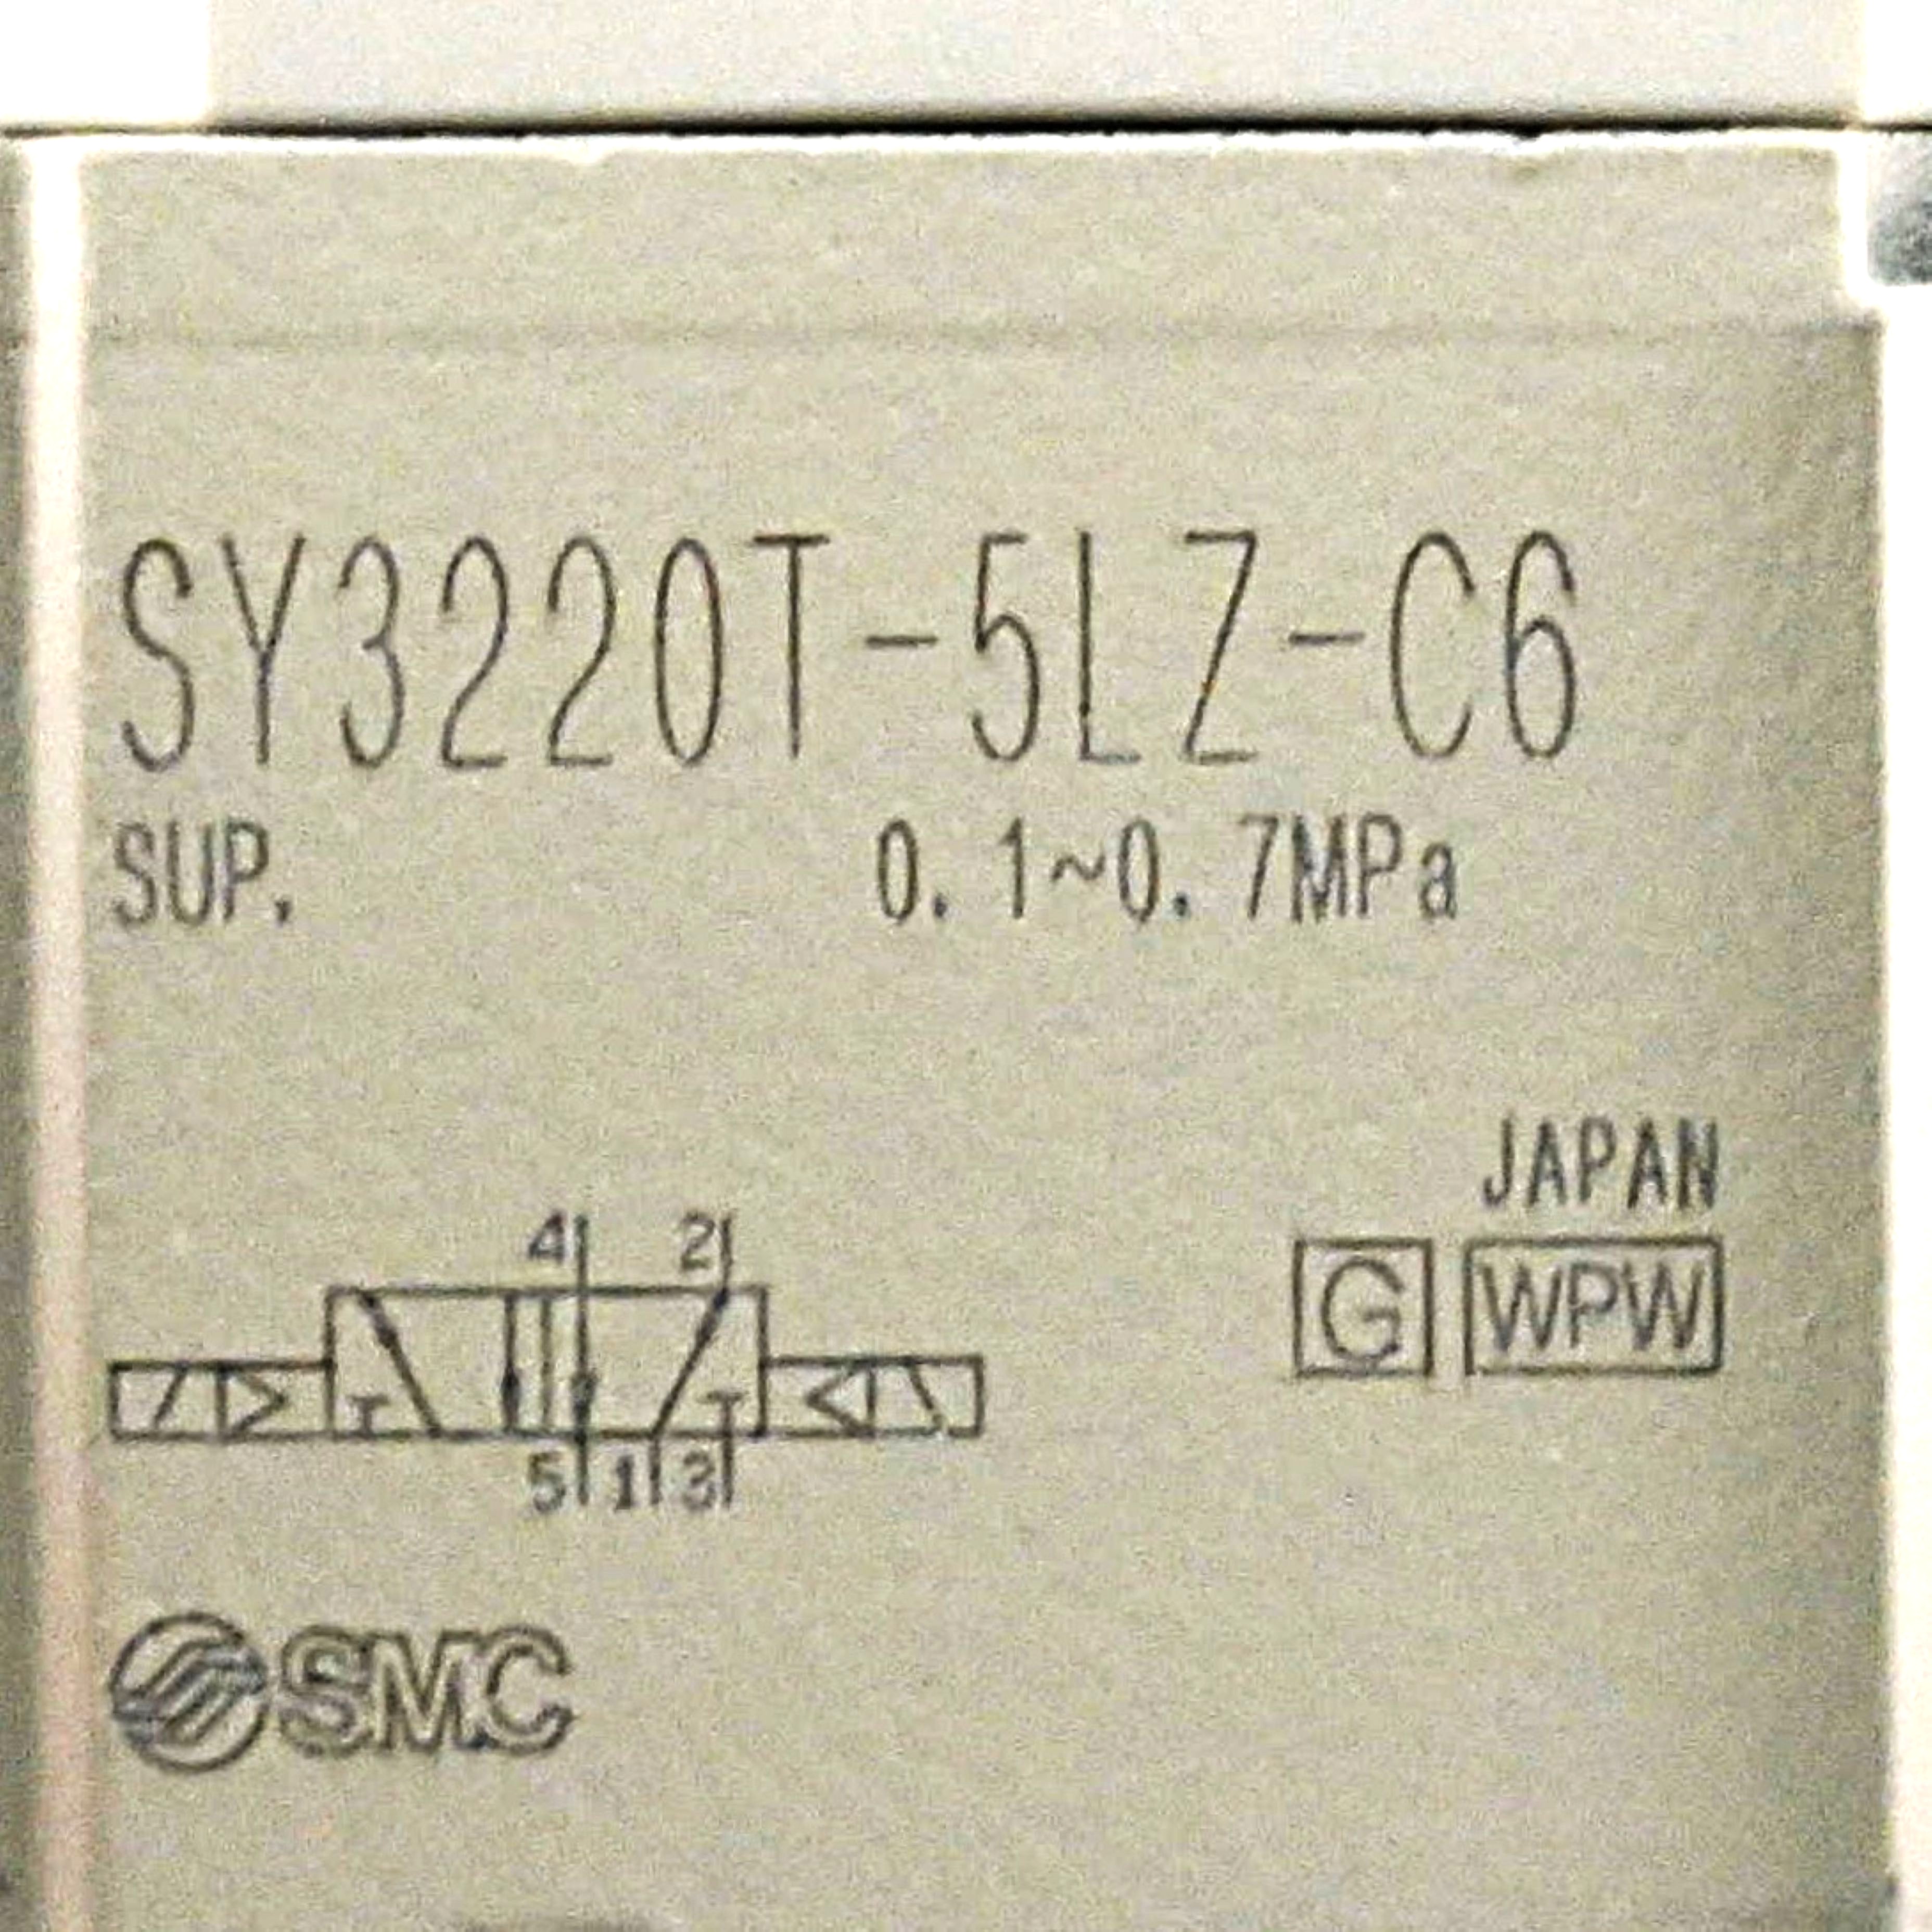 SY3220T-5LZ-C6
SUP. 0.1~0.7MPa
JAPAN
G WPW
4 2
5 1 3
SMC